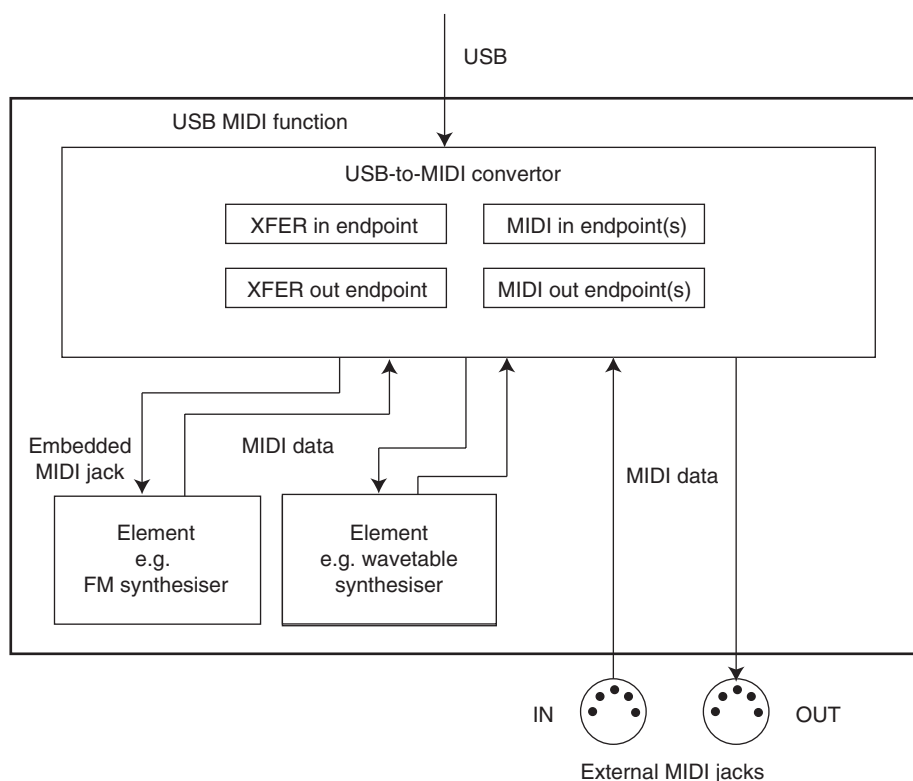 USB
USB MIDI function
USB-to-MIDI convertor
XFER in endpoint
MIDI in endpoint(s)
XFER out endpoint
MIDI out endpoint(s)
Embedded
MIDI jack
MIDI data
MIDI data
Element
e.g.
FM synthesiser
Element
e.g. wavetable
synthesiser
IN
OUT
External MIDI jacks